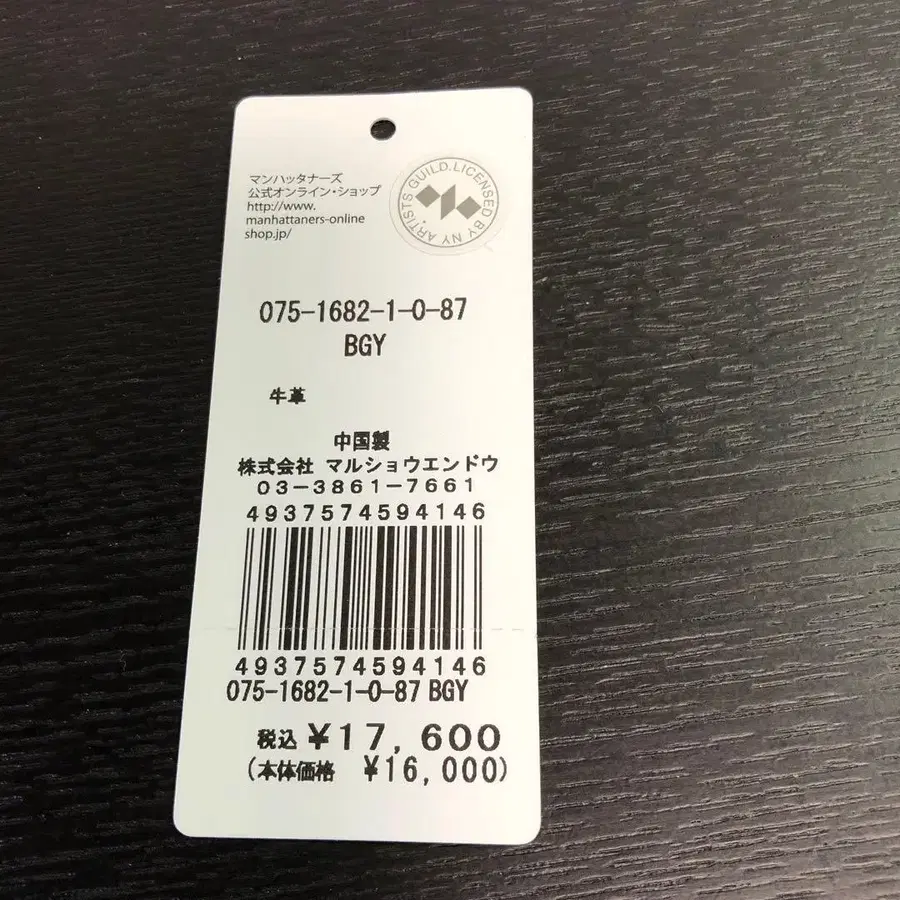 マンハッタナーズ
公式オンライン・ショップ
http://www.
manhattaners-online
shop.jp/
ARTISTS GUILD.LICENSED BY NY
075-1682-1-0-87
BGY
牛革
中国製
株式会社 マルショウエンドウ
03-3861-7661
4937574594146
4937574594146
075-1682-1-0-87 BGY
税込 ¥17,600
(本体価格 ¥16,000)